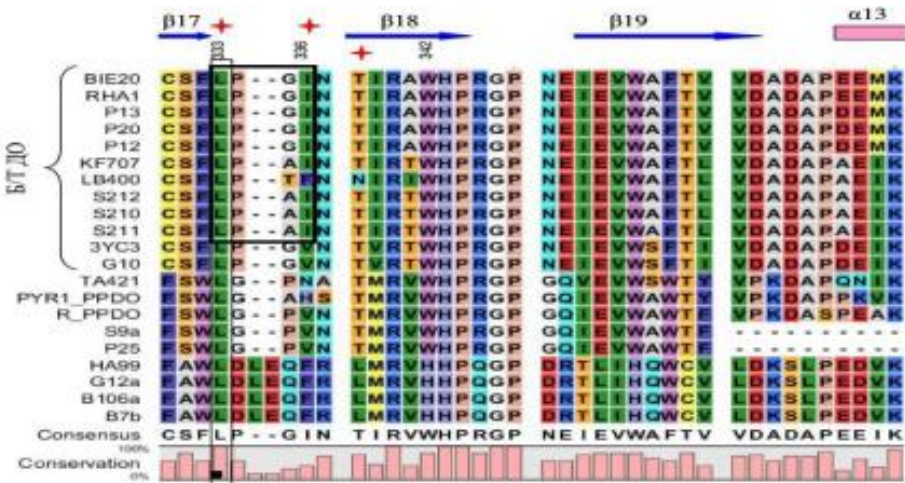 β17 β18 β19 α13
333 336 342
Б/Т ДО
BIE20 CSFLP--GIN TIRAWHPRGP NEIEVWAFTV VDADAPEEMK
RHA1 CSFLP--GIN TIRAWHPRGP NEIEVWAFTV VDADAPEEMK
P13 CSFLP--GIN TIRAWHPRGP NEIEVWAFTV VDADAPEEMK
P20 CSFLP--GIN TIRAWHPRGP NEIEVWAFTV VDADAPEEMK
P12 CSFLP--GIN TIRAWHPRGP NEIEVWAFTV VDADAPEEMK
KF707 CSFLP--AIN TIRTWHPRGP NEIEVWAFTL VDADAPAEIK
LB400 CSFLP--TFN NIRIWHPRGP NEIEVWAFTL VDADAPAEIK
S212 CSFLP--AIN TIRTWHPRGP NEIEVWAFTL VDADAPAEIK
S210 CSFLP--AIN TIRTWHPRGP NEIEVWAFTL VDADAPAEIK
S211 CSFLP--AIN TIRTWHPRGP NEIEVWAFTL VDADAPAEIK
3YC3 CSFLP--GVN TVRTWHPRGP NEIEVWSFTI VDADAPDEIK
G10 CSFLP--GVN TVRTWHPRGP NEIEVWSFTI VDADAPDEIK
TA421 FSWLG--PNA TMRVWHPRGP GQVEVWSWTY VPKDAPQNIK
PYR1_PPDO FSWLG--AHS TMRVWHPRGP GQIEVWAWTY VPKDAPPKVK
R_PPDO FSWLG--PVN TMRVWHPRGP GQIEVWAWTF VPKDASPEAK
S9a FSWLG--PVN TMRVWHPRGP GQIEVWAWTF ----------
P25 FSWLG--PVN TMRVWHPRGP GQIEVWAWTF ----------
HA99 FAWLDLEQFR LMRVHHPQGP DRTLIHQWCV LDKSLPEDVK
G12a FAWLDLEQFR LMRVHHPQGP DRTLIHQWCV LDKSLPEDVK
B106a FAWLDLEQFR LMRVHHPQGP DRTLIHQWCV LDKSLPEDVK
B7b FAWLDLEQFR LMRVHHPQGP DRTLIHQWCV LDKSLPEDVK
Consensus CSFLP--GIN TIRVWHPRGP NEIEVWAFTV VDADAPEEIK
100%
Conservation
0%